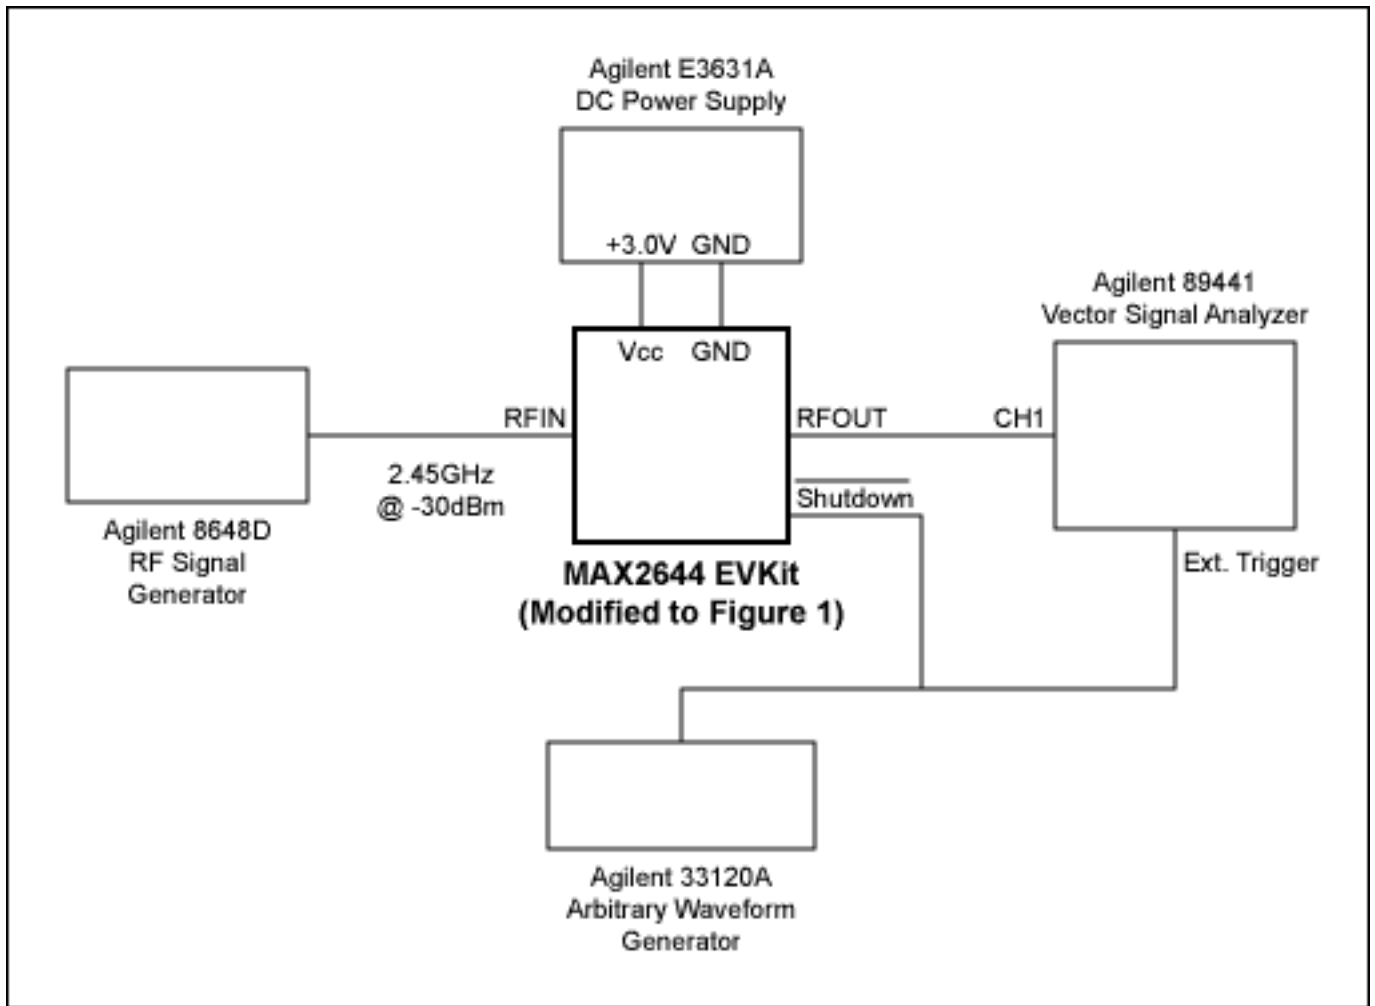 Agilent E3631A
DC Power Supply
+3.0V GND
Agilent 89441
Vector Signal Analyzer
Vcc GND
RFIN
RFOUT
CH1
2.45GHz
@ -30dBm
Shutdown
Agilent 8648D
RF Signal
Generator
Ext. Trigger
MAX2644 EVKit
(Modified to Figure 1)
Agilent 33120A
Arbitrary Waveform
Generator